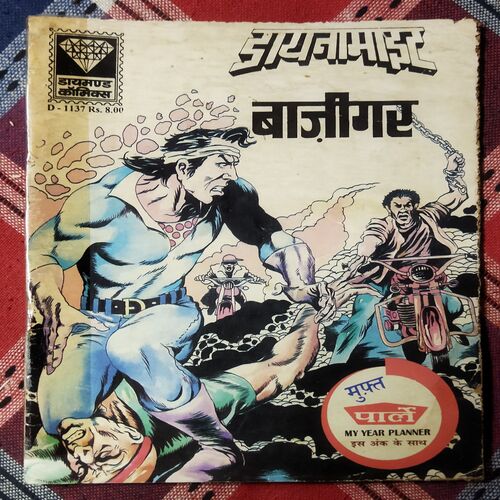 डायमण्ड
कॉमिक्स
D - 1137 Rs. 8.00
डायनामाइट
बाज़ीगर
मुफ़्त
पार्ले
MY YEAR PLANNER
इस अंक के साथ